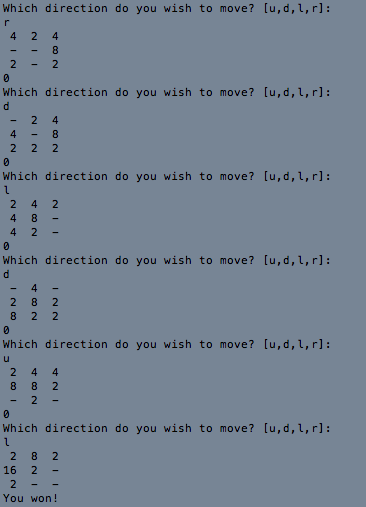 Which direction do you wish to move? [u,d,l,r]:
r
4 2 4
– – 8
2 – 2
0
Which direction do you wish to move? [u,d,l,r]:
d
– 2 4
4 – 8
2 2 2
0
Which direction do you wish to move? [u,d,l,r]:
l
2 4 2
4 8 –
4 2 –
0
Which direction do you wish to move? [u,d,l,r]:
d
– 4 –
2 8 2
8 2 2
0
Which direction do you wish to move? [u,d,l,r]:
u
2 4 4
8 8 2
– 2 –
0
Which direction do you wish to move? [u,d,l,r]:
l
2 8 2
16 2 –
2 – –
You won!